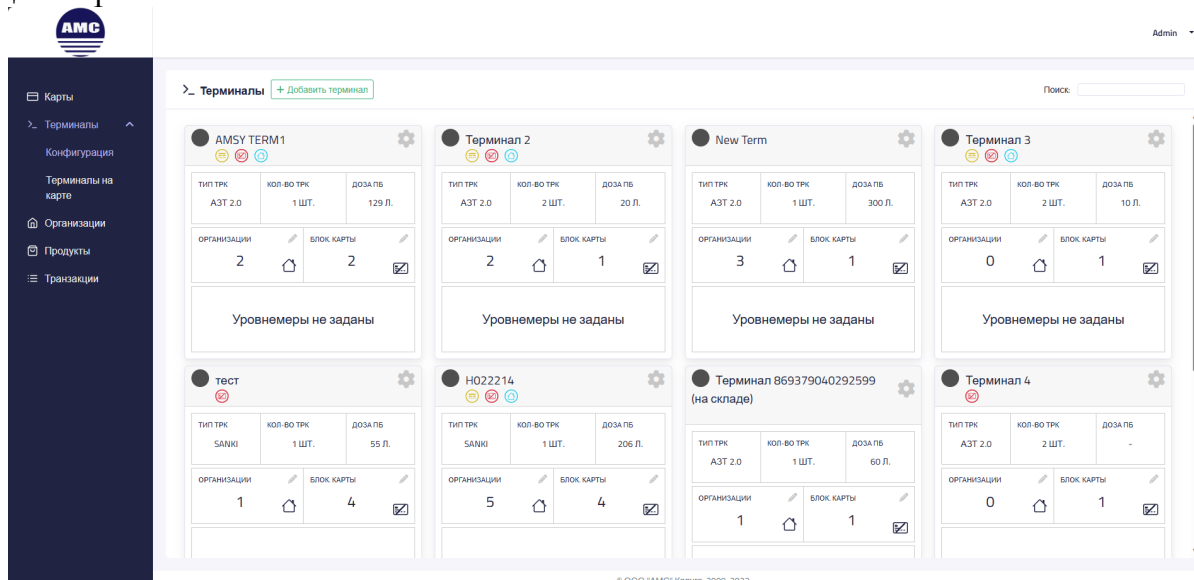 АМС
Admin
Карты
>_ Терминалы
Конфигурация
Терминалы на
карте
Организации
Продукты
Транзакции
>_ Терминалы + Добавить терминал Поиск:
AMSY TERM1
ТИП ТРК КОЛ-ВО ТРК ДОЗА ПБ
АЗТ 2.0 1 ШТ. 129 Л.
ОРГАНИЗАЦИИ БЛОК. КАРТЫ
2 2
Уровнемеры не заданы
Терминал 2
ТИП ТРК КОЛ-ВО ТРК ДОЗА ПБ
АЗТ 2.0 2 ШТ. 20 Л.
ОРГАНИЗАЦИИ БЛОК. КАРТЫ
2 1
Уровнемеры не заданы
New Term
ТИП ТРК КОЛ-ВО ТРК ДОЗА ПБ
АЗТ 2.0 1 ШТ. 300 Л.
ОРГАНИЗАЦИИ БЛОК. КАРТЫ
3 1
Уровнемеры не заданы
Терминал 3
ТИП ТРК КОЛ-ВО ТРК ДОЗА ПБ
АЗТ 2.0 2 ШТ. 10 Л.
ОРГАНИЗАЦИИ БЛОК. КАРТЫ
0 1
Уровнемеры не заданы
тест
ТИП ТРК КОЛ-ВО ТРК ДОЗА ПБ
SANKI 1 ШТ. 55 Л.
ОРГАНИЗАЦИИ БЛОК. КАРТЫ
1 4
H022214
ТИП ТРК КОЛ-ВО ТРК ДОЗА ПБ
SANKI 1 ШТ. 206 Л.
ОРГАНИЗАЦИИ БЛОК. КАРТЫ
5 4
Терминал 869379040292599
(на складе)
ТИП ТРК КОЛ-ВО ТРК ДОЗА ПБ
АЗТ 2.0 1 ШТ. 60 Л.
ОРГАНИЗАЦИИ БЛОК. КАРТЫ
1 1
Терминал 4
ТИП ТРК КОЛ-ВО ТРК ДОЗА ПБ
АЗТ 2.0 2 ШТ. -
ОРГАНИЗАЦИИ БЛОК. КАРТЫ
0 1